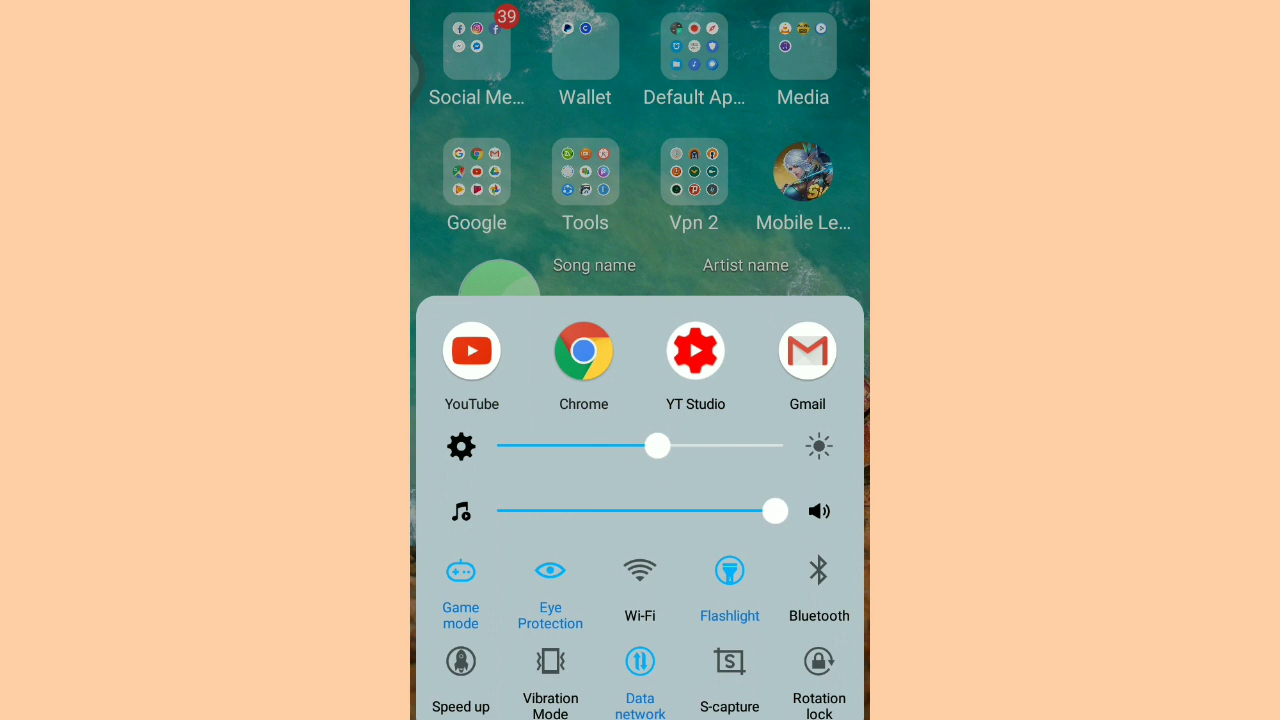 39
Social Me...
Wallet
Default Ap...
Media
Google
Tools
Vpn 2
Mobile Le...
Song name
Artist name
YouTube
Chrome
YT Studio
Gmail
Game
mode
Eye
Protection
Wi-Fi
Flashlight
Bluetooth
Speed up
Vibration
Mode
Data
network
S-capture
Rotation
lock